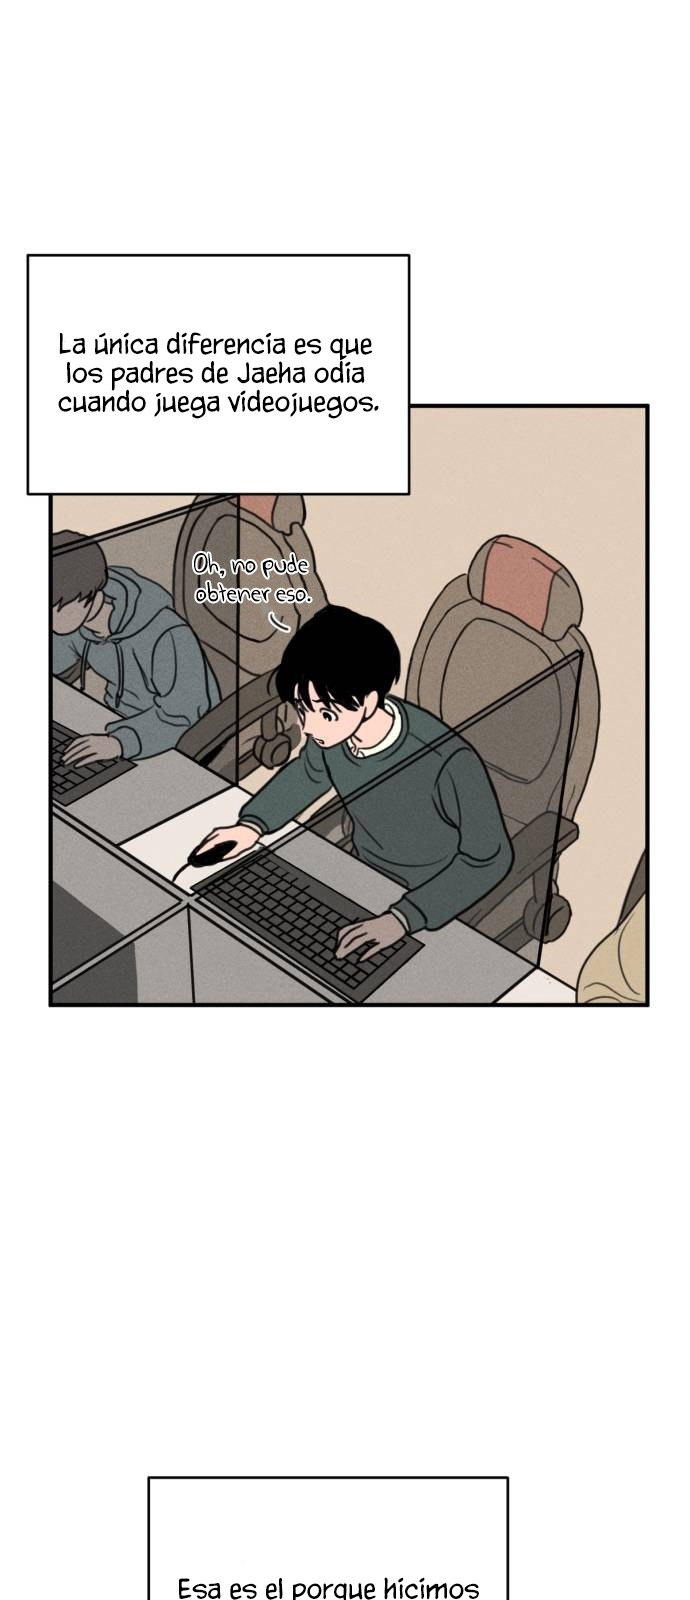 La única diferencia es que
los padres de Jaeha odia
cuando juega videojuegos.
Oh, no pude
obtener eso.
Esa es el porque hicimos